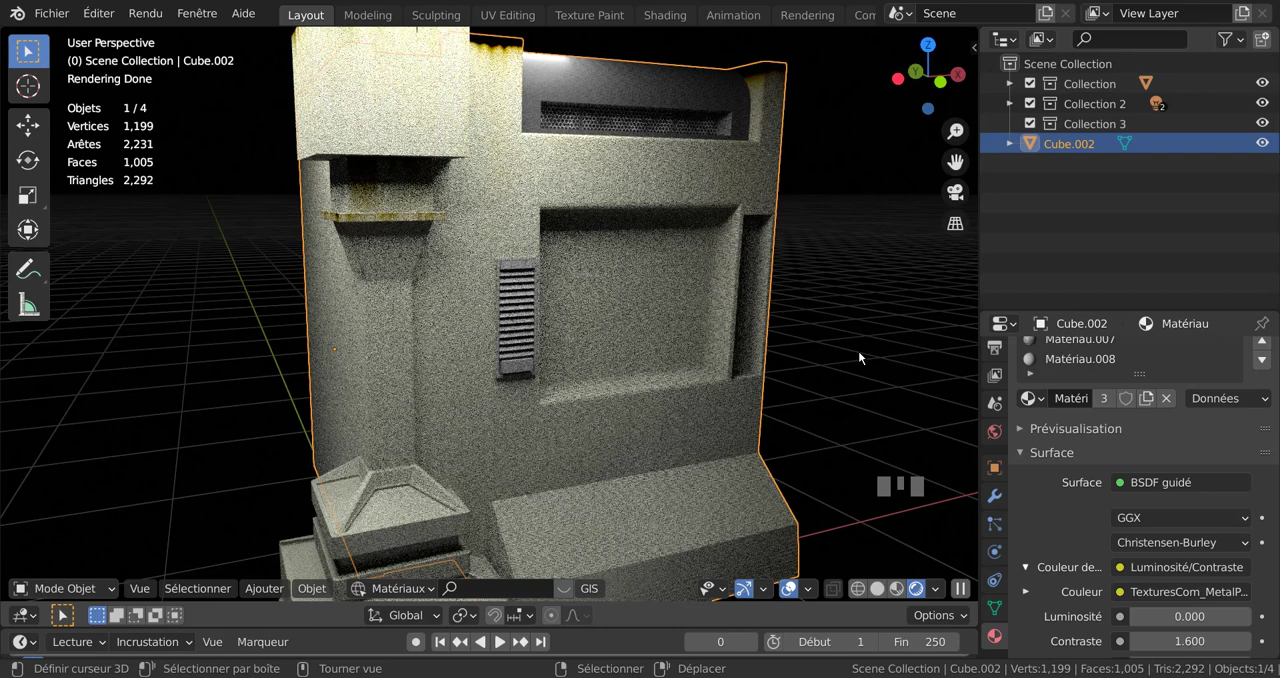 Fichier Éditer Rendu Fenêtre Aide Layout Modeling Sculpting UV Editing Texture Paint Shading Animation Rendering Con Scene View Layer
User Perspective
(0) Scene Collection | Cube.002
Rendering Done
Objets 1 / 4
Vertices 1,199
Arêtes 2,231
Faces 1,005
Triangles 2,292
Z
Y
X
Scene Collection
Collection
Collection 2
2
Collection 3
Cube.002
Cube.002 Matériau
Matériau.007
Matériau.008
Matéri 3 Données
Prévisualisation
Surface
Surface BSDF guidé
GGX
Christensen-Burley
Couleur de... Luminosité/Contraste
Couleur TexturesCom_MetalP...
Luminosité 0.000
Contraste 1.600
Mode Objet Vue Sélectionner Ajouter Objet Matériaux GIS
Global Options
Lecture Incrustation Vue Marqueur 0 Début 1 Fin 250
Définir curseur 3D Sélectionner par boîte Tourner vue Sélectionner Déplacer Scene Collection | Cube.002 | Verts:1,199 | Faces:1,005 | Tris:2,292 | Objects:1/4 |